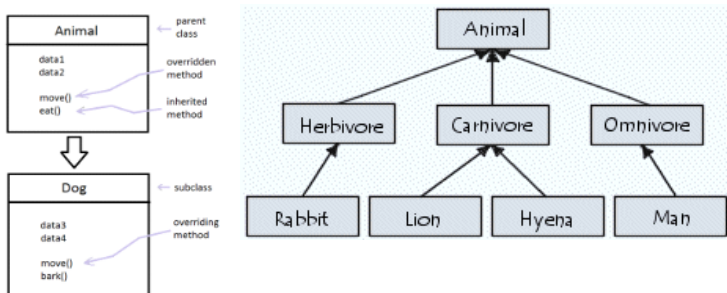 Animal
parent
class
data1
data2
overridden
method
move()
eat()
inherited
method
Dog
subclass
data3
data4
overriding
method
move()
bark()
Animal
Herbivore Carnivore Omnivore
Rabbit Lion Hyena Man